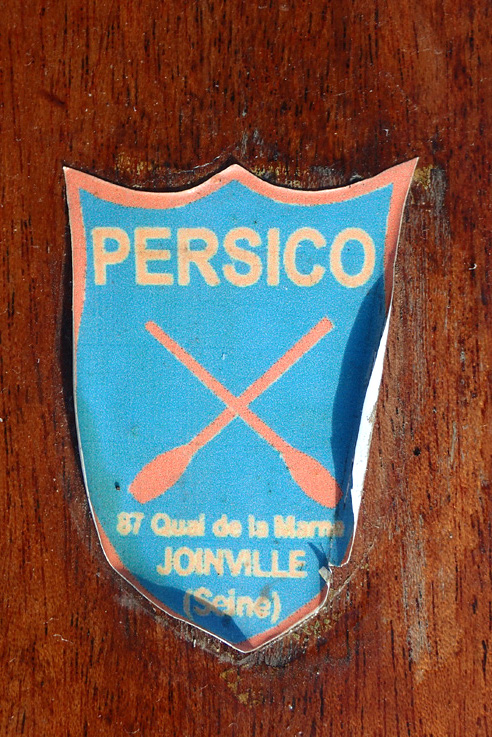 PERSICO
87 Quai de la Marne
JOINVILLE
(Seine)